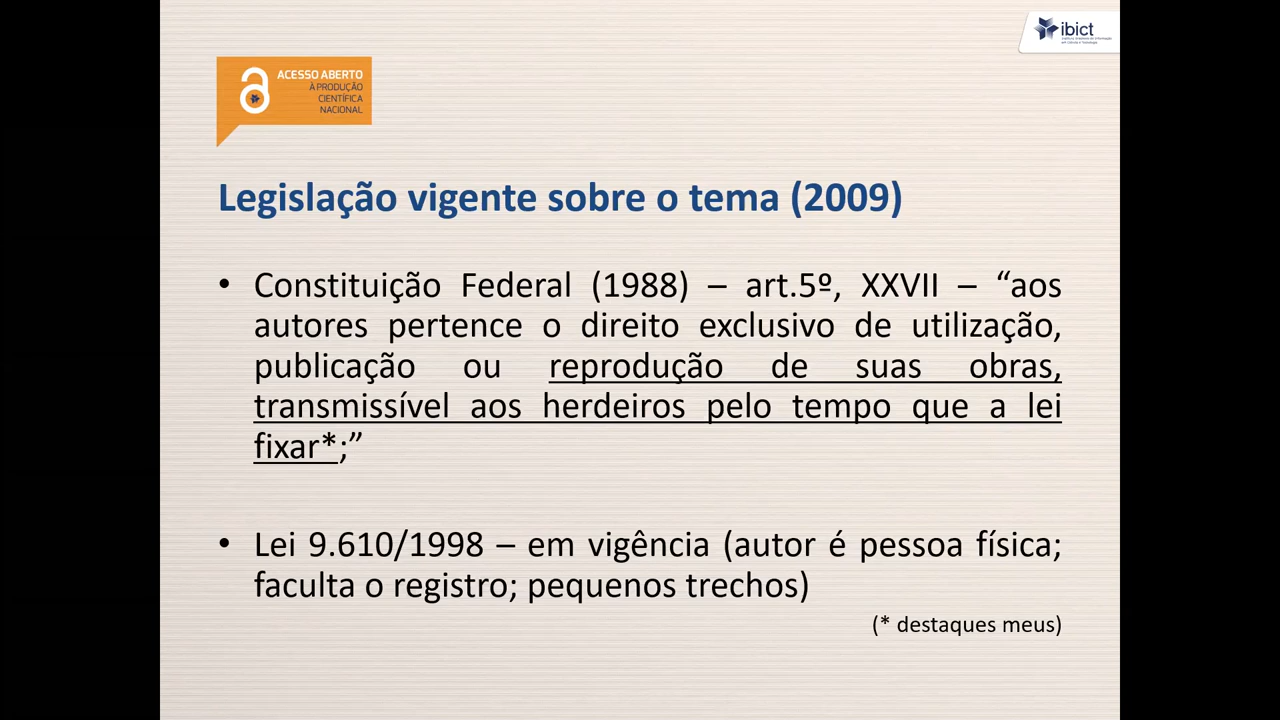 ibict
ACESSO ABERTO
À PRODUÇÃO
CIENTÍFICA
NACIONAL
Legislação vigente sobre o tema (2009)
• Constituição Federal (1988) – art.5º, XXVII – “aos
autores pertence o direito exclusivo de utilização,
publicação ou reprodução de suas obras,
transmissível aos herdeiros pelo tempo que a lei
fixar*;”
• Lei 9.610/1998 – em vigência (autor é pessoa física;
faculta o registro; pequenos trechos)
(* destaques meus)